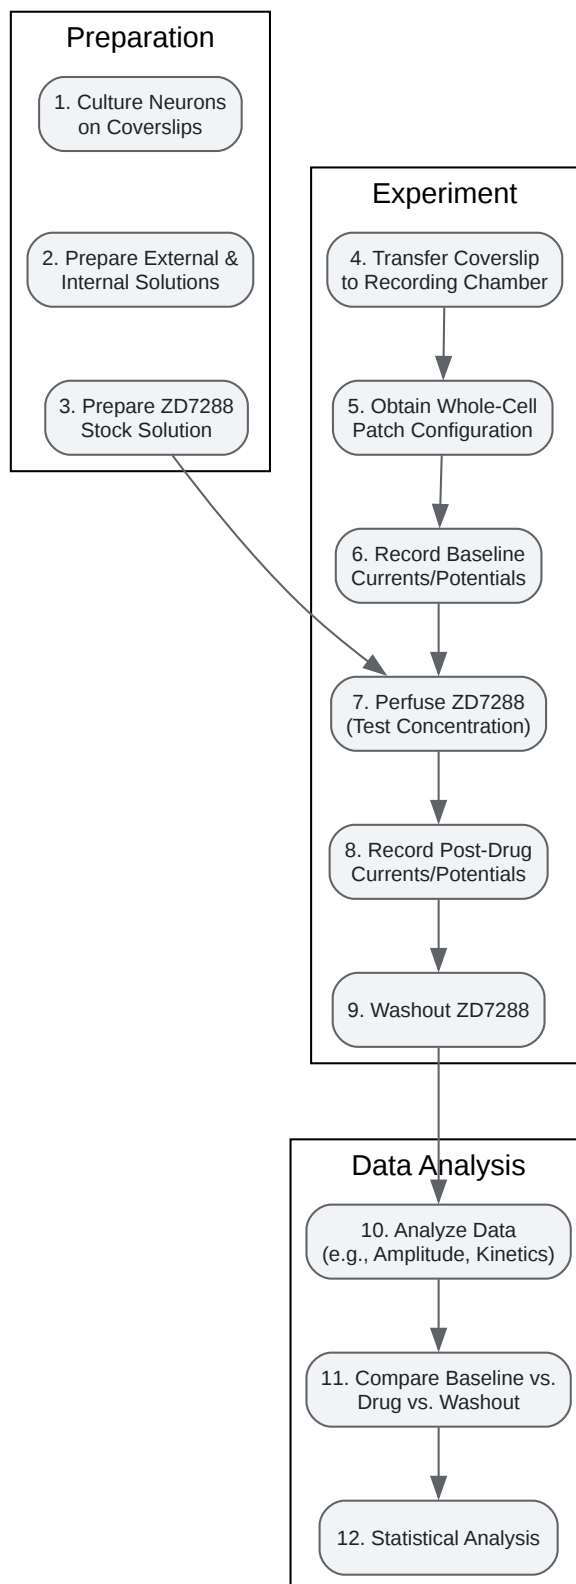 Preparation
1. Culture Neurons
on Coverslips
2. Prepare External &
Internal Solutions
3. Prepare ZD7288
Stock Solution
Experiment
4. Transfer Coverslip
to Recording Chamber
5. Obtain Whole-Cell
Patch Configuration
6. Record Baseline
Currents/Potentials
7. Perfuse ZD7288
(Test Concentration)
8. Record Post-Drug
Currents/Potentials
9. Washout ZD7288
Data Analysis
10. Analyze Data
(e.g., Amplitude, Kinetics)
11. Compare Baseline vs.
Drug vs. Washout
12. Statistical Analysis